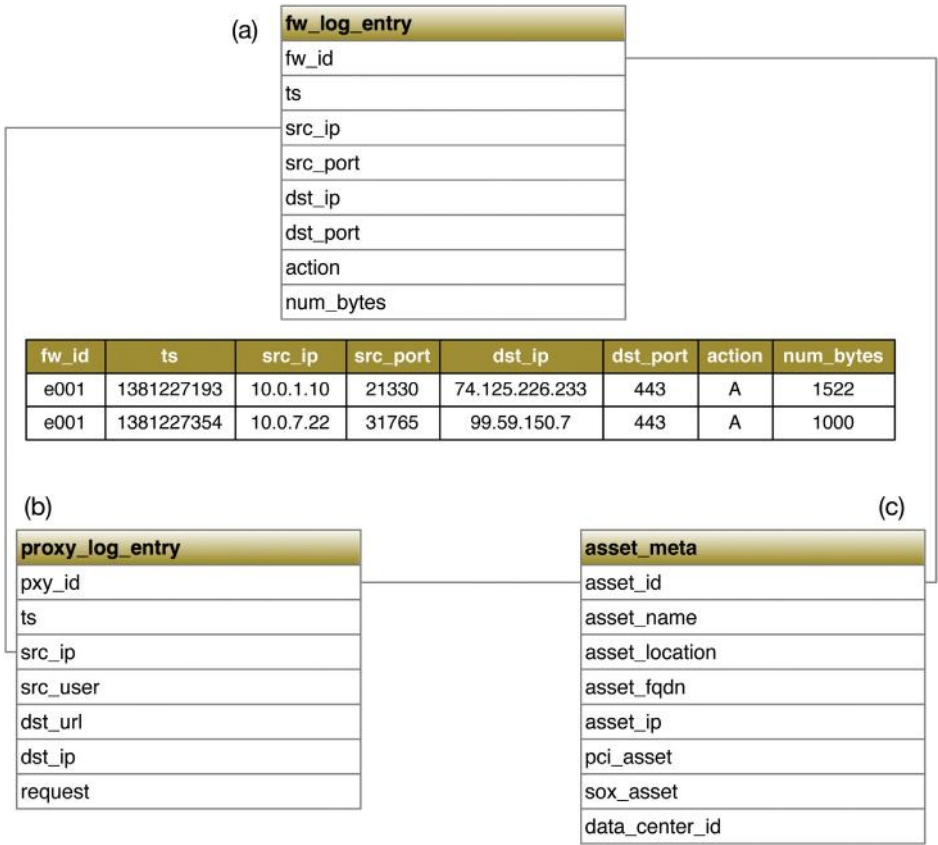 (a)
fw_log_entry
fw_id
ts
src_ip
src_port
dst_ip
dst_port
action
num_bytes
fw_id ts src_ip src_port dst_ip dst_port action num_bytes
e001 1381227193 10.0.1.10 21330 74.125.226.233 443 A 1522
e001 1381227354 10.0.7.22 31765 99.59.150.7 443 A 1000
(b)
proxy_log_entry
pxy_id
ts
src_ip
src_user
dst_url
dst_ip
request
(c)
asset_meta
asset_id
asset_name
asset_location
asset_fqdn
asset_ip
pci_asset
sox_asset
data_center_id